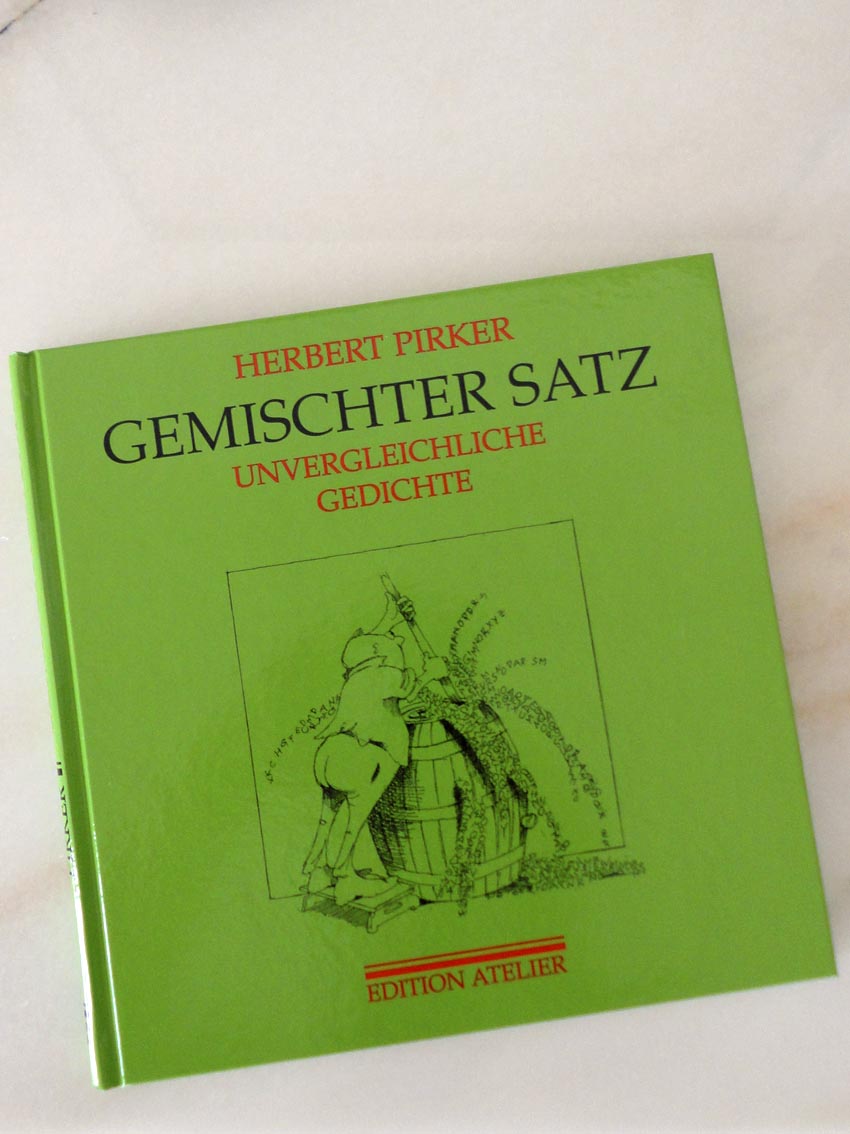 HERBERT PIRKER
GEMISCHTER SATZ
UNVERGLEICHLICHE
GEDICHTE
EDITION ATELIER